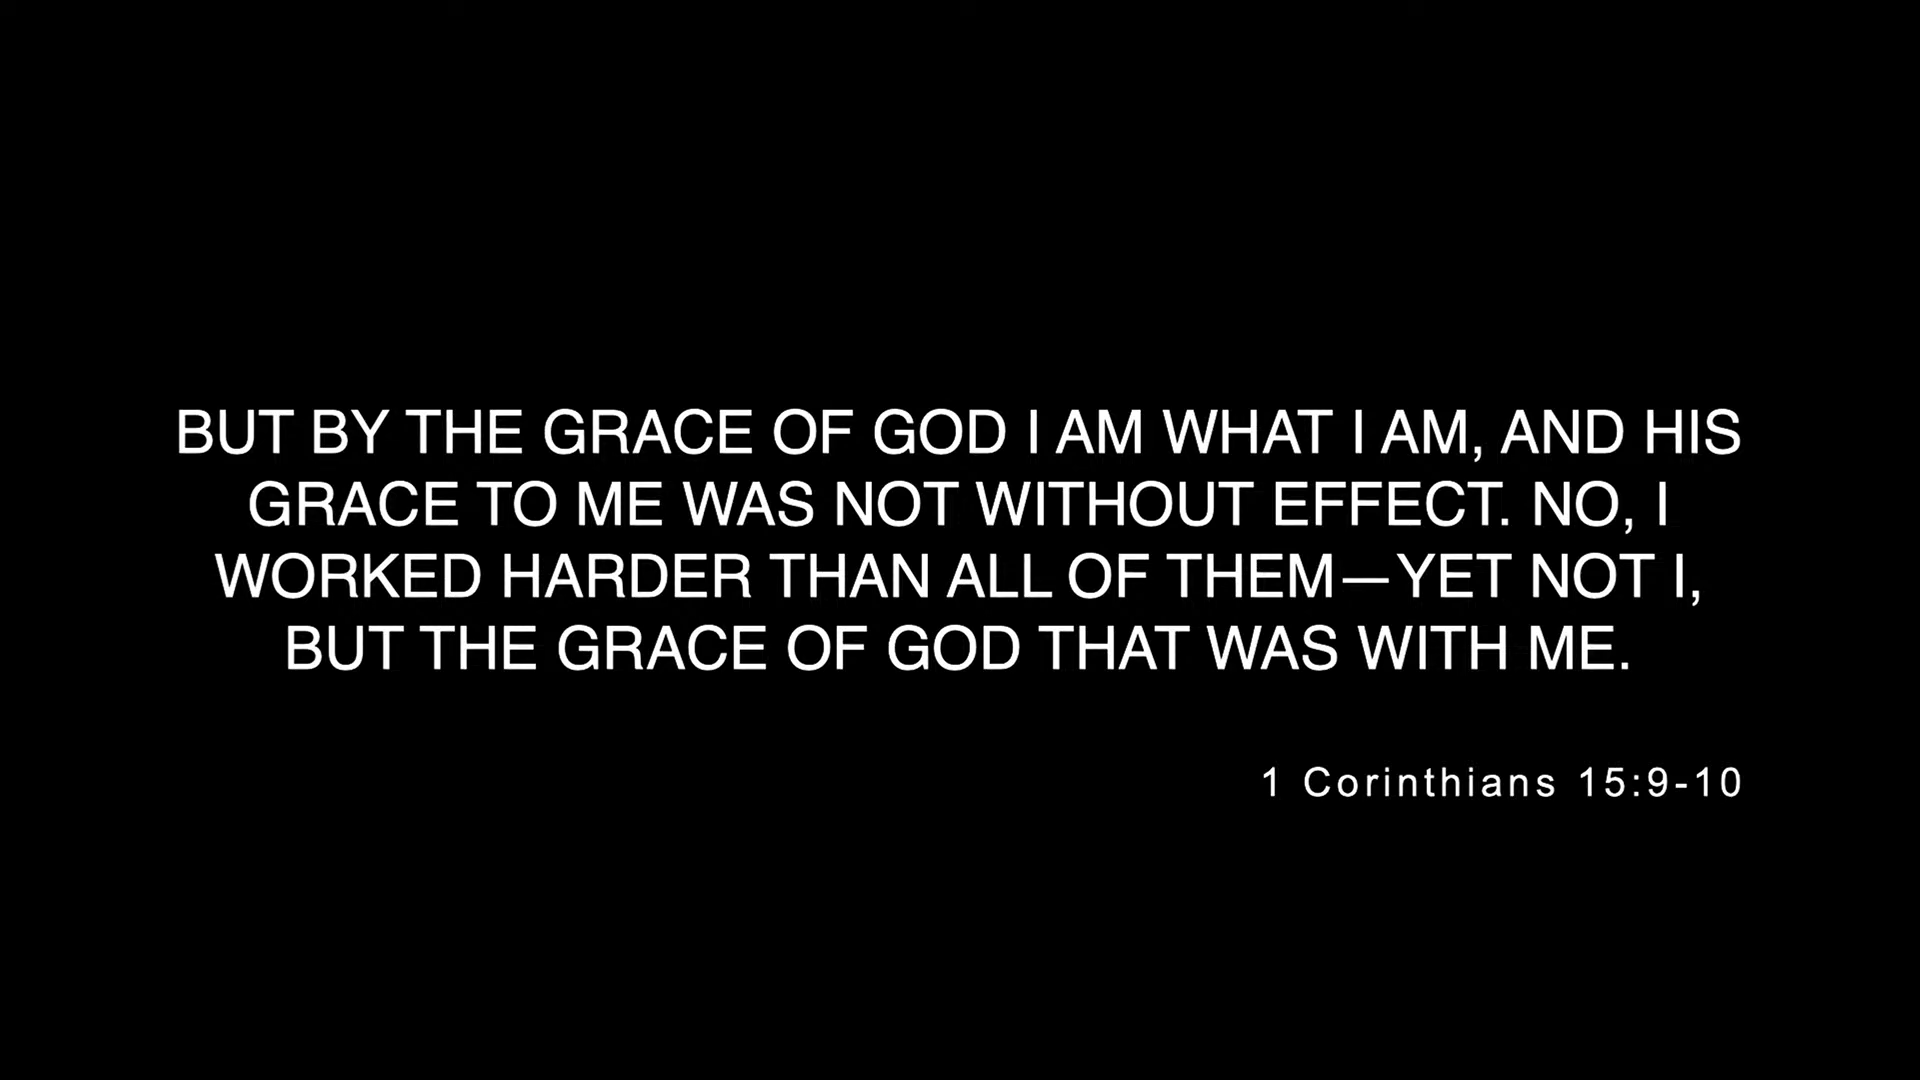 BUT BY THE GRACE OF GOD I AM WHAT I AM, AND HIS
GRACE TO ME WAS NOT WITHOUT EFFECT. NO, I
WORKED HARDER THAN ALL OF THEM—YET NOT I,
BUT THE GRACE OF GOD THAT WAS WITH ME.
1 Corinthians 15:9-10